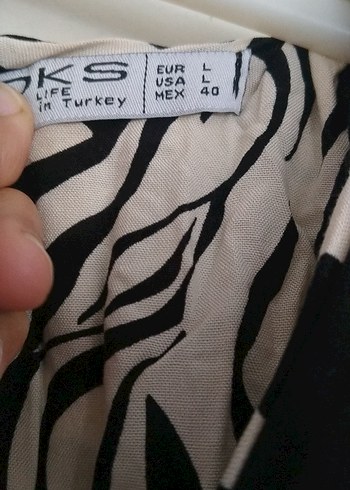 OKS
LIFE
in Turkey
EUR L
USA L
MEX 40